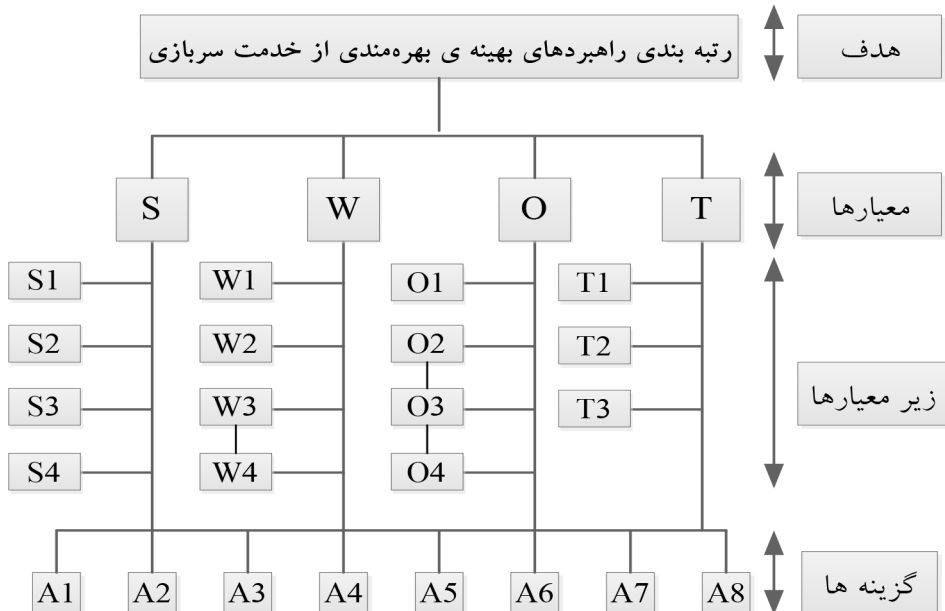 رتبه بندی راهبردهای بهینه ی بهره‌مندی از خدمت سربازی
هدف
S
W
O
T
معیارها
S1
W1
O1
T1
S2
W2
O2
T2
S3
W3
O3
T3
زیر معیارها
S4
W4
O4
A1
A2
A3
A4
A5
A6
A7
A8
گزینه ها